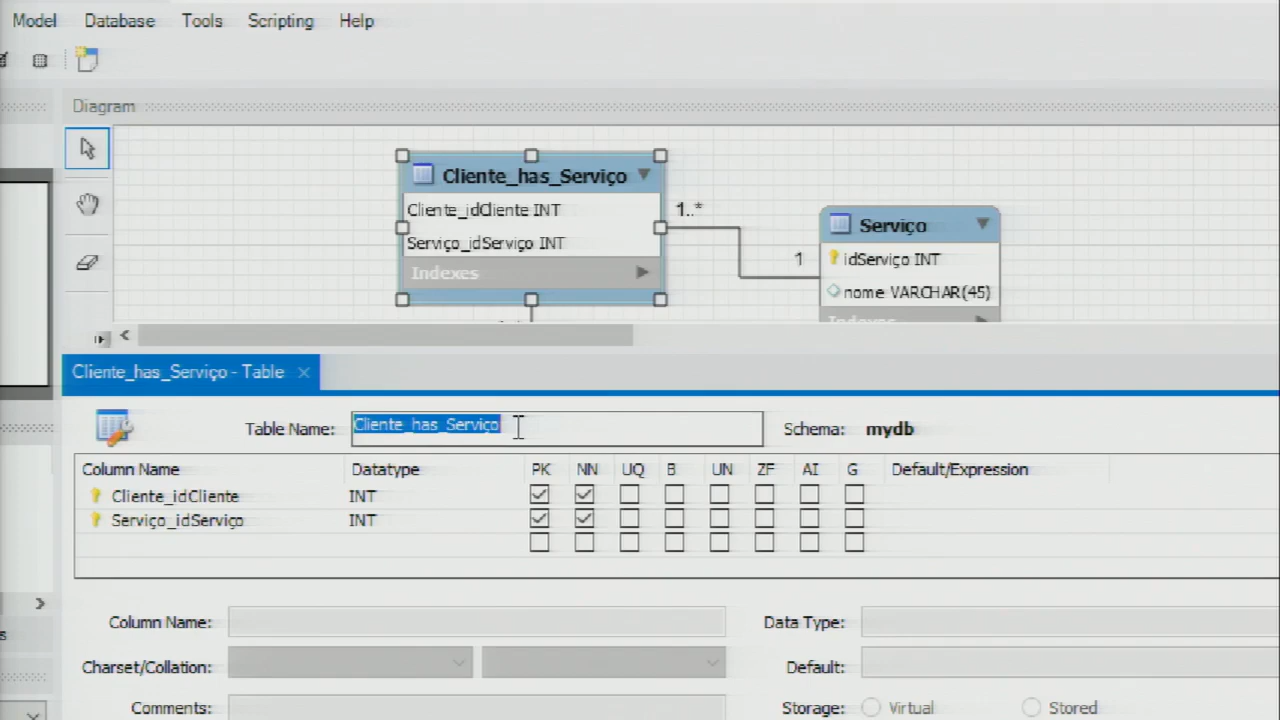 Model Database Tools Scripting Help
Diagram
Cliente_has_Serviço
Cliente_idCliente INT
Serviço_idServiço INT
Indexes
1..*
1
Serviço
idServiço INT
nome VARCHAR(45)
Indexes
Cliente_has_Serviço - Table
Table Name: Cliente_has_Serviço Schema: mydb
Column Name Datatype PK NN UQ B UN ZF AI G Default/Expression
Cliente_idCliente INT
Serviço_idServiço INT
Column Name: Data Type:
Charset/Collation: Default:
Comments: Storage: Virtual Stored